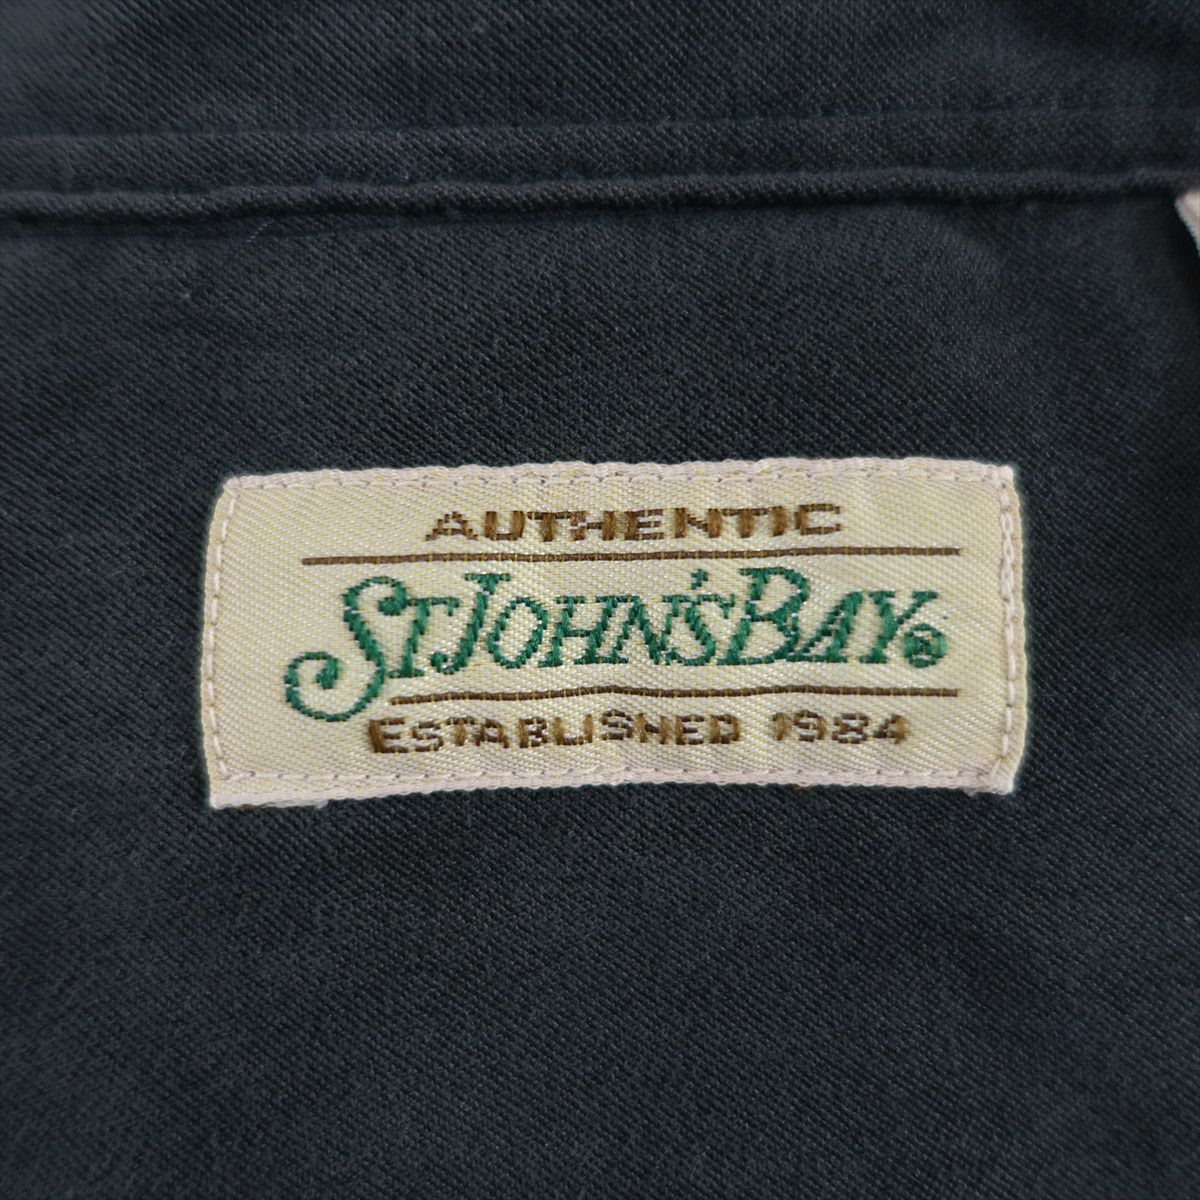 AUTHENTIC
ST JOHN'S BAY®
ESTABLISHED 1984